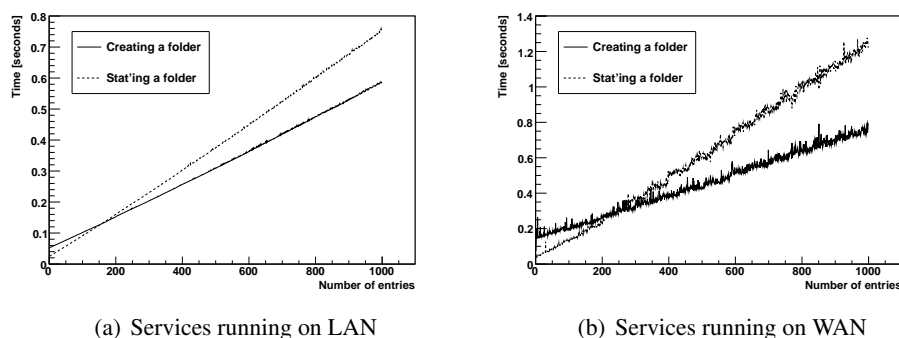 0.8
0.7
0.6
0.5
0.4
0.3
0.2
0.1
0
Time [seconds]
Creating a folder
Stat'ing a folder
0 200 400 600 800 1000
Number of entries
(a) Services running on LAN
1.4
1.2
1
0.8
0.6
0.4
0.2
0
Time [seconds]
Creating a folder
Stat'ing a folder
0 200 400 600 800 1000
Number of entries
(b) Services running on WAN